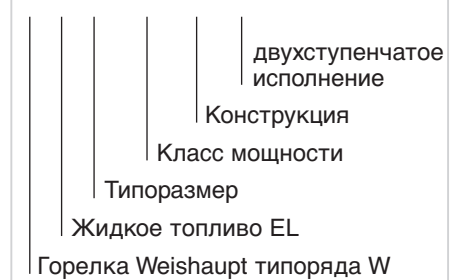 двухступенчатое
исполнение
Конструкция
Класс мощности
Типоразмер
Жидкое топливо EL
Горелка Weishaupt типоряда W